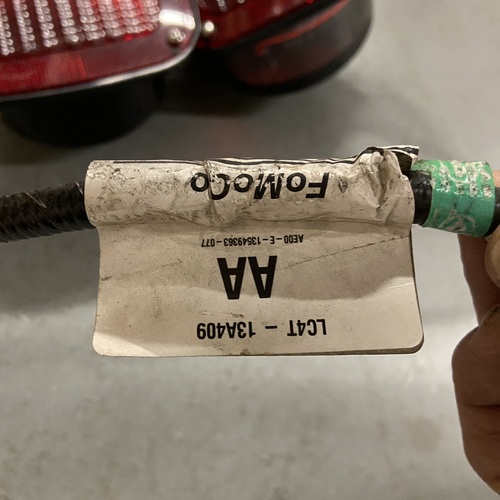 LC4T - 13A409
AA
AE00-E-13549363-077
FoMoCo